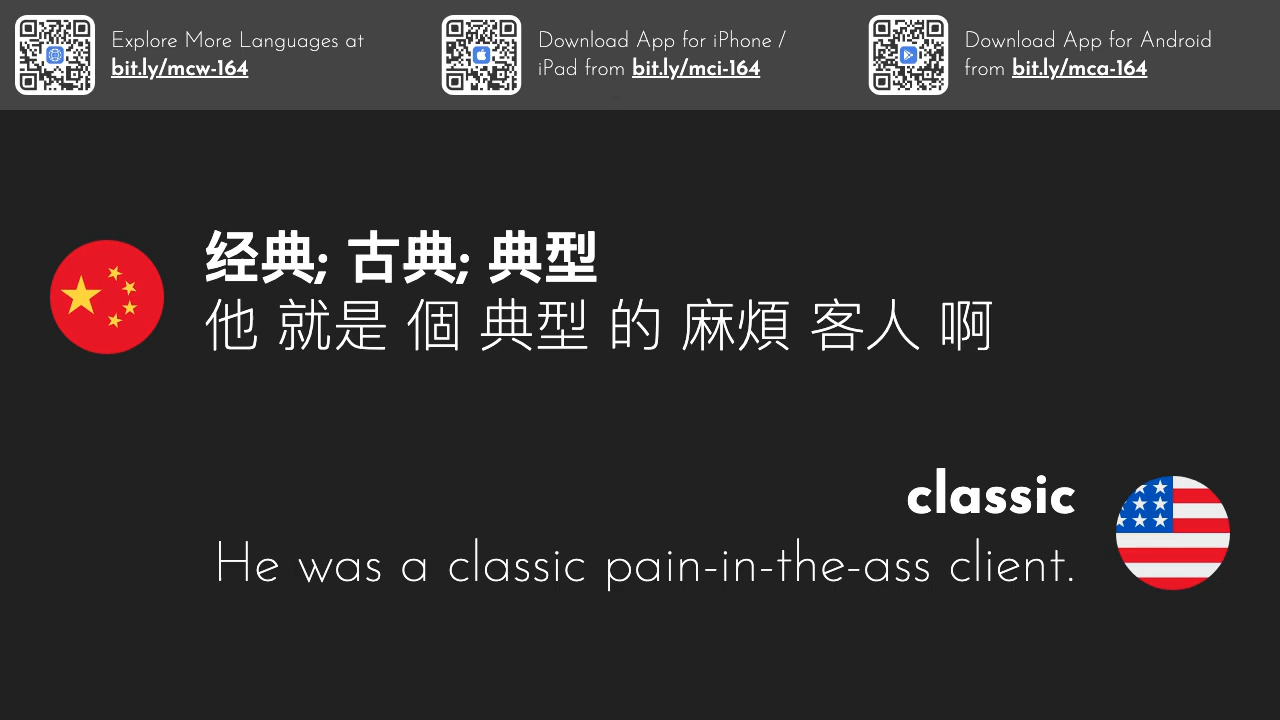 Explore More Languages at
bit.ly/mcw-164
Download App for iPhone /
iPad from bit.ly/mci-164
Download App for Android
from bit.ly/mca-164
经典; 古典; 典型
他 就是 個 典型 的 麻煩 客人 啊
classic
He was a classic pain-in-the-ass client.